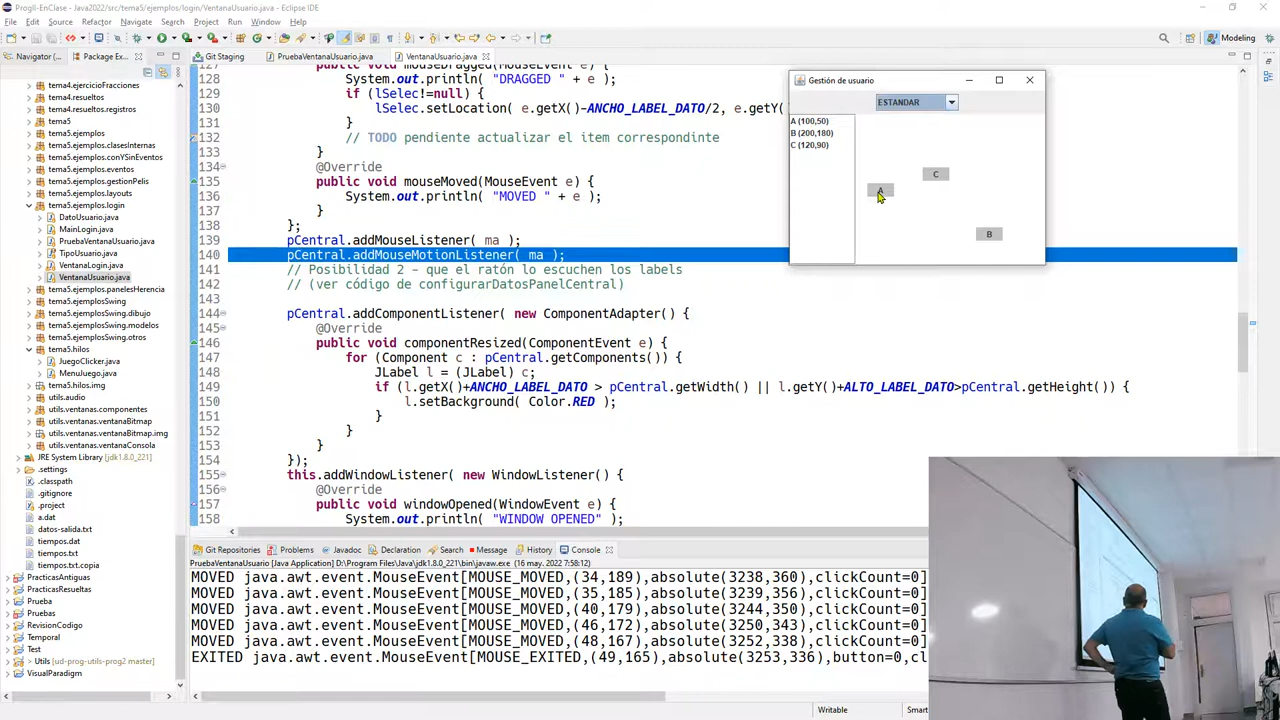 ProgII-EnClase - Java2022/src/tema5/ejemplos/login/VentanaUsuario.java - Eclipse IDE
File Edit Source Refactor Navigate Search Project Run Window Help
Modeling
Navigator (...
Package Ex...
Git Staging
PruebaVentanaUsuario.java
VentanaUsuario.java
tema3.ejercicioFracciones
tema4.resueltos
tema4.resueltos.registros
tema5
tema5.ejemplos
tema5.ejemplos.clasesInternas
tema5.ejemplos.conYSinEventos
tema5.ejemplos.eventos
tema5.ejemplos.gestionPelis
tema5.ejemplos.layouts
tema5.ejemplos.login
DatoUsuario.java
MainLogin.java
PruebaVentanaUsuario.java
TipoUsuario.java
VentanaLogin.java
VentanaUsuario.java
tema5.ejemplos.panelesHerencia
tema5.ejemplosSwing
tema5.ejemplosSwing.dibujo
tema5.ejemplosSwing.modelos
tema5.ejemplosSwing.otros
tema5.hilos
JuegoClicker.java
MenuJuego.java
tema5.hilos.img
utils.audio
utils.ventanas.componentes
utils.ventanas.ventanaBitmap
utils.ventanas.ventanaBitmap.img
utils.ventanas.ventanaConsola
JRE System Library [jdk1.8.0_221]
.settings
.classpath
.gitignore
.project
a.dat
datos-salida.txt
tiempos.dat
tiempos.txt
tiempos.txt.copia
PracticasAntiguas
PracticasResueltas
Prueba
Pruebas
RevisionCodigo
Temporal
Test
Utils [ud-prog-utils-prog2 master]
VisualParadigm
127 public void mouseDragged(MouseEvent e) {
128 System.out.println( "DRAGGED " + e );
129 if (lSelec!=null) {
130 lSelec.setLocation( e.getX()-ANCHO_LABEL_DATO/2, e.getY(
131 }
132 // TODO pendiente actualizar el item correspondinte
133 }
134 @Override
135 public void mouseMoved(MouseEvent e) {
136 System.out.println( "MOVED " + e );
137 }
138 };
139 pCentral.addMouseListener( ma );
140 pCentral.addMouseMotionListener( ma );
141 // Posibilidad 2 - que el ratón lo escuchen los labels
142 // (ver código de configurarDatosPanelCentral)
143
144 pCentral.addComponentListener( new ComponentAdapter() {
145 @Override
146 public void componentResized(ComponentEvent e) {
147 for (Component c : pCentral.getComponents()) {
148 JLabel l = (JLabel) c;
149 if (l.getX()+ANCHO_LABEL_DATO > pCentral.getWidth() || l.getY()+ALTO_LABEL_DATO>pCentral.getHeight()) {
150 l.setBackground( Color.RED );
151 }
152 }
153 }
154 });
155 this.addWindowListener( new WindowListener() {
156 @Override
157 public void windowOpened(WindowEvent e) {
158 System.out.println( "WINDOW OPENED" );
Gestión de usuario
ESTANDAR
A (100,50)
B (200,180)
C (120,90)
C
A
B
Git Repositories Problems Javadoc Declaration Search Message History Console
PruebaVentanaUsuario [Java Application] D:\Program Files\Java\jdk1.8.0_221\bin\javaw.exe (16 may. 2022 7:58:12)
MOVED java.awt.event.MouseEvent[MOUSE_MOVED,(34,189),absolute(3238,360),clickCount=0]
MOVED java.awt.event.MouseEvent[MOUSE_MOVED,(35,185),absolute(3239,356),clickCount=0]
MOVED java.awt.event.MouseEvent[MOUSE_MOVED,(40,179),absolute(3244,350),clickCount=0]
MOVED java.awt.event.MouseEvent[MOUSE_MOVED,(46,172),absolute(3250,343),clickCount=0]
MOVED java.awt.event.MouseEvent[MOUSE_MOVED,(48,167),absolute(3252,338),clickCount=0]
EXITED java.awt.event.MouseEvent[MOUSE_EXITED,(49,165),absolute(3253,336),button=0,cl
Writable
Smart